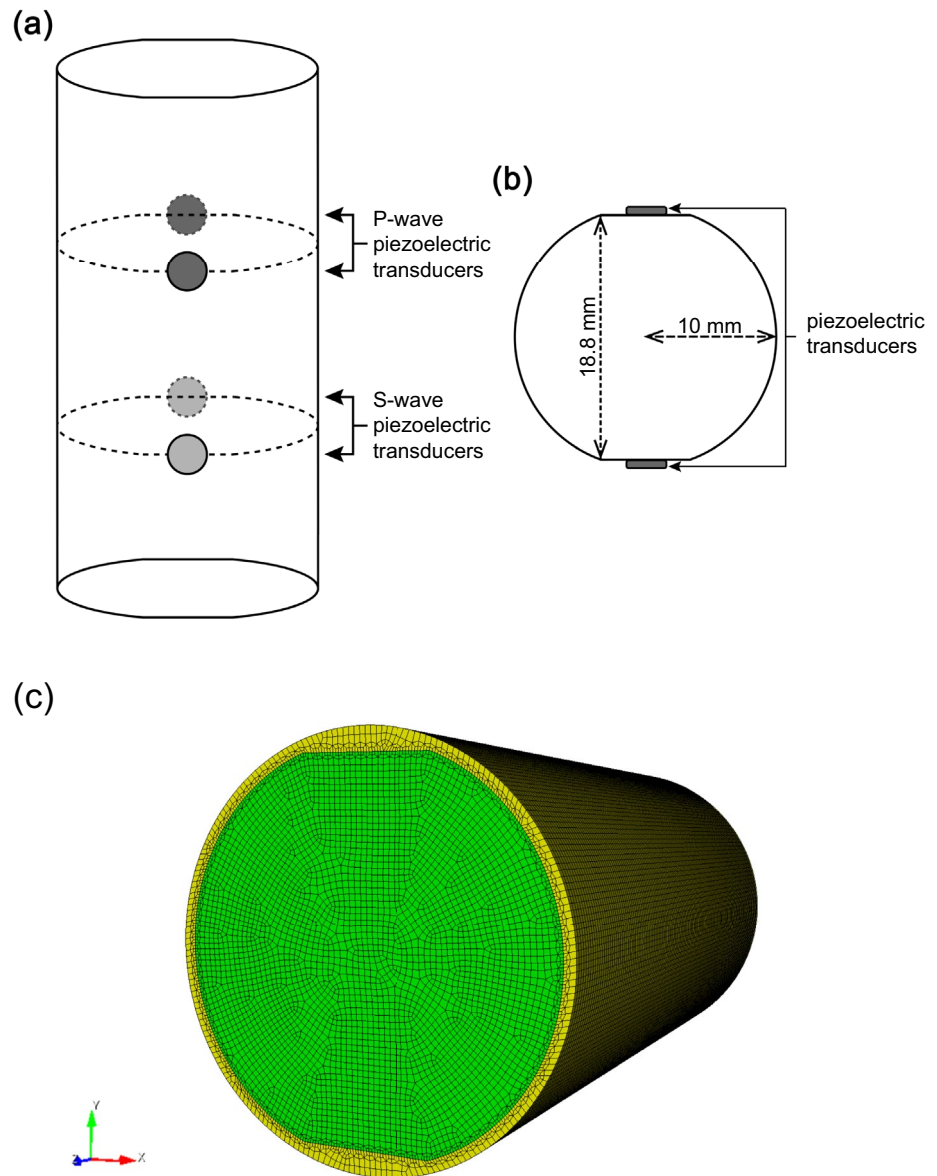 (a)
P-wave
piezoelectric
transducers
S-wave
piezoelectric
transducers
(b)
18.8 mm
10 mm
piezoelectric
transducers
(c)
Y
Z
X